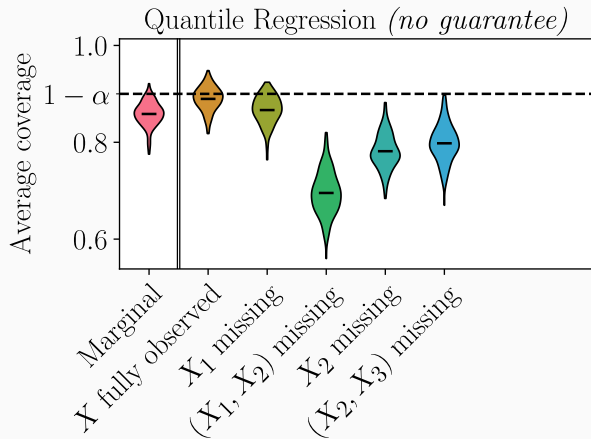 Quantile Regression (no guarantee)
Average coverage
1.0
1 − α
0.8
0.6
Marginal
X fully observed
X₁ missing
(X₁, X₂) missing
X₂ missing
(X₂, X₃) missing